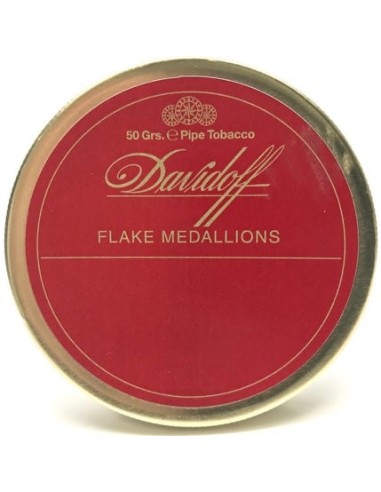 50 Grs. ℮ Pipe Tobacco
Davidoff
FLAKE MEDALLIONS